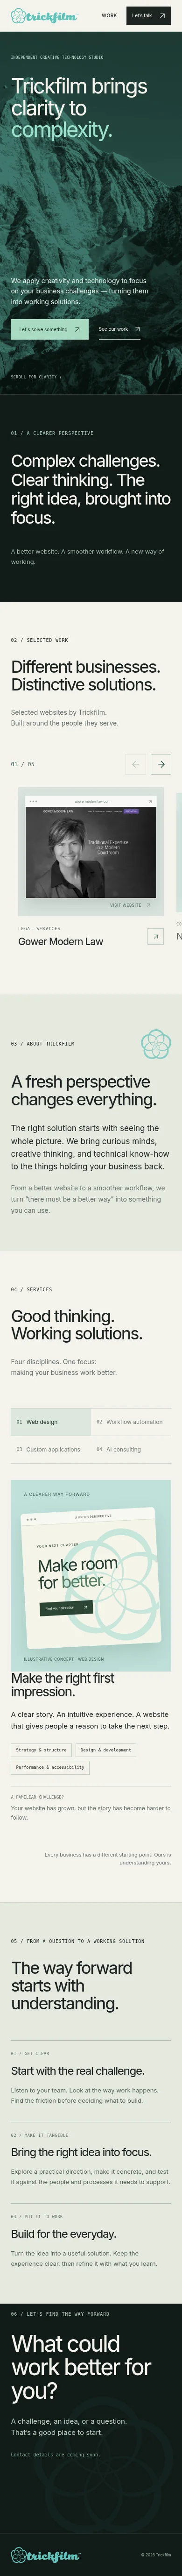 trickfilm
WORK
Let's talk
INDEPENDENT CREATIVE TECHNOLOGY STUDIO
Trickfilm brings
clarity to
complexity.
We apply creativity and technology to focus
on your business challenges — turning them
into working solutions.
Let's solve something
See our work
SCROLL FOR CLARITY ↓
01 / A CLEARER PERSPECTIVE
Complex challenges.
Clear thinking. The
right idea, brought into
focus.
A better website. A smoother workflow. A new way of
working.
02 / SELECTED WORK
Different businesses.
Distinctive solutions.
Selected websites by Trickfilm.
Built around the people they serve.
01 / 05
Traditional Expertise
in a Modern
Courtroom
VISIT WEBSITE
LEGAL SERVICES
Gower Modern Law
03 / ABOUT TRICKFILM
A fresh perspective
changes everything.
The right solution starts with seeing the
whole picture. We bring curious minds,
creative thinking, and technical know-how
to the things holding your business back.
From a better website to a smoother workflow, we
turn “there must be a better way” into something
you can use.
04 / SERVICES
Good thinking.
Working solutions.
Four disciplines. One focus:
making your business work better.
01 Web design
02 Workflow automation
03 Custom applications
04 AI consulting
A CLEARER WAY FORWARD
A FRESH PERSPECTIVE
YOUR NEXT CHAPTER
Make room
for better.
Find your direction
ILLUSTRATIVE CONCEPT · WEB DESIGN
Make the right first
impression.
A clear story. An intuitive experience. A website
that gives people a reason to take the next step.
Strategy & structure
Design & development
Performance & accessibility
A FAMILIAR CHALLENGE?
Your website has grown, but the story has become harder to
follow.
Every business has a different starting point. Ours is
understanding yours.
05 / FROM A QUESTION TO A WORKING SOLUTION
The way forward
starts with
understanding.
01 / GET CLEAR
Start with the real challenge.
Listen to your team. Look at the way work happens.
Find the friction before deciding what to build.
02 / MAKE IT TANGIBLE
Bring the right idea into focus.
Explore a practical direction, make it concrete, and test
it against the people and processes it needs to support.
03 / PUT IT TO WORK
Build for the everyday.
Turn the idea into a useful solution. Keep the
experience clear, then refine it with what you learn.
06 / LET'S FIND THE WAY FORWARD
What could
work better for
you?
A challenge, an idea, or a question.
That's a good place to start.
Contact details are coming soon.
trickfilm
© 2026 Trickfilm